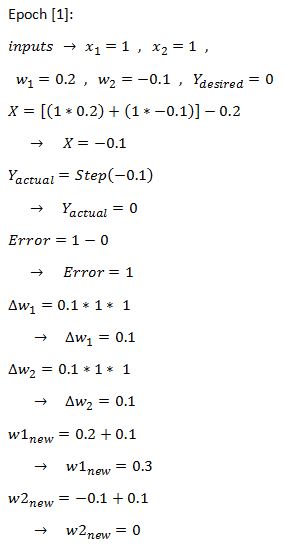 Epoch [1]:
inputs → x₁ = 1 , x₂ = 1 ,
w₁ = 0.2 , w₂ = −0.1 , Y_desired = 0
X = [(1 * 0.2) + (1 * −0.1)] − 0.2
→ X = −0.1
Y_actual = Step(−0.1)
→ Y_actual = 0
Error = 1 − 0
→ Error = 1
Δw₁ = 0.1 * 1 * 1
→ Δw₁ = 0.1
Δw₂ = 0.1 * 1 * 1
→ Δw₂ = 0.1
w1_new = 0.2 + 0.1
→ w1_new = 0.3
w2_new = −0.1 + 0.1
→ w2_new = 0